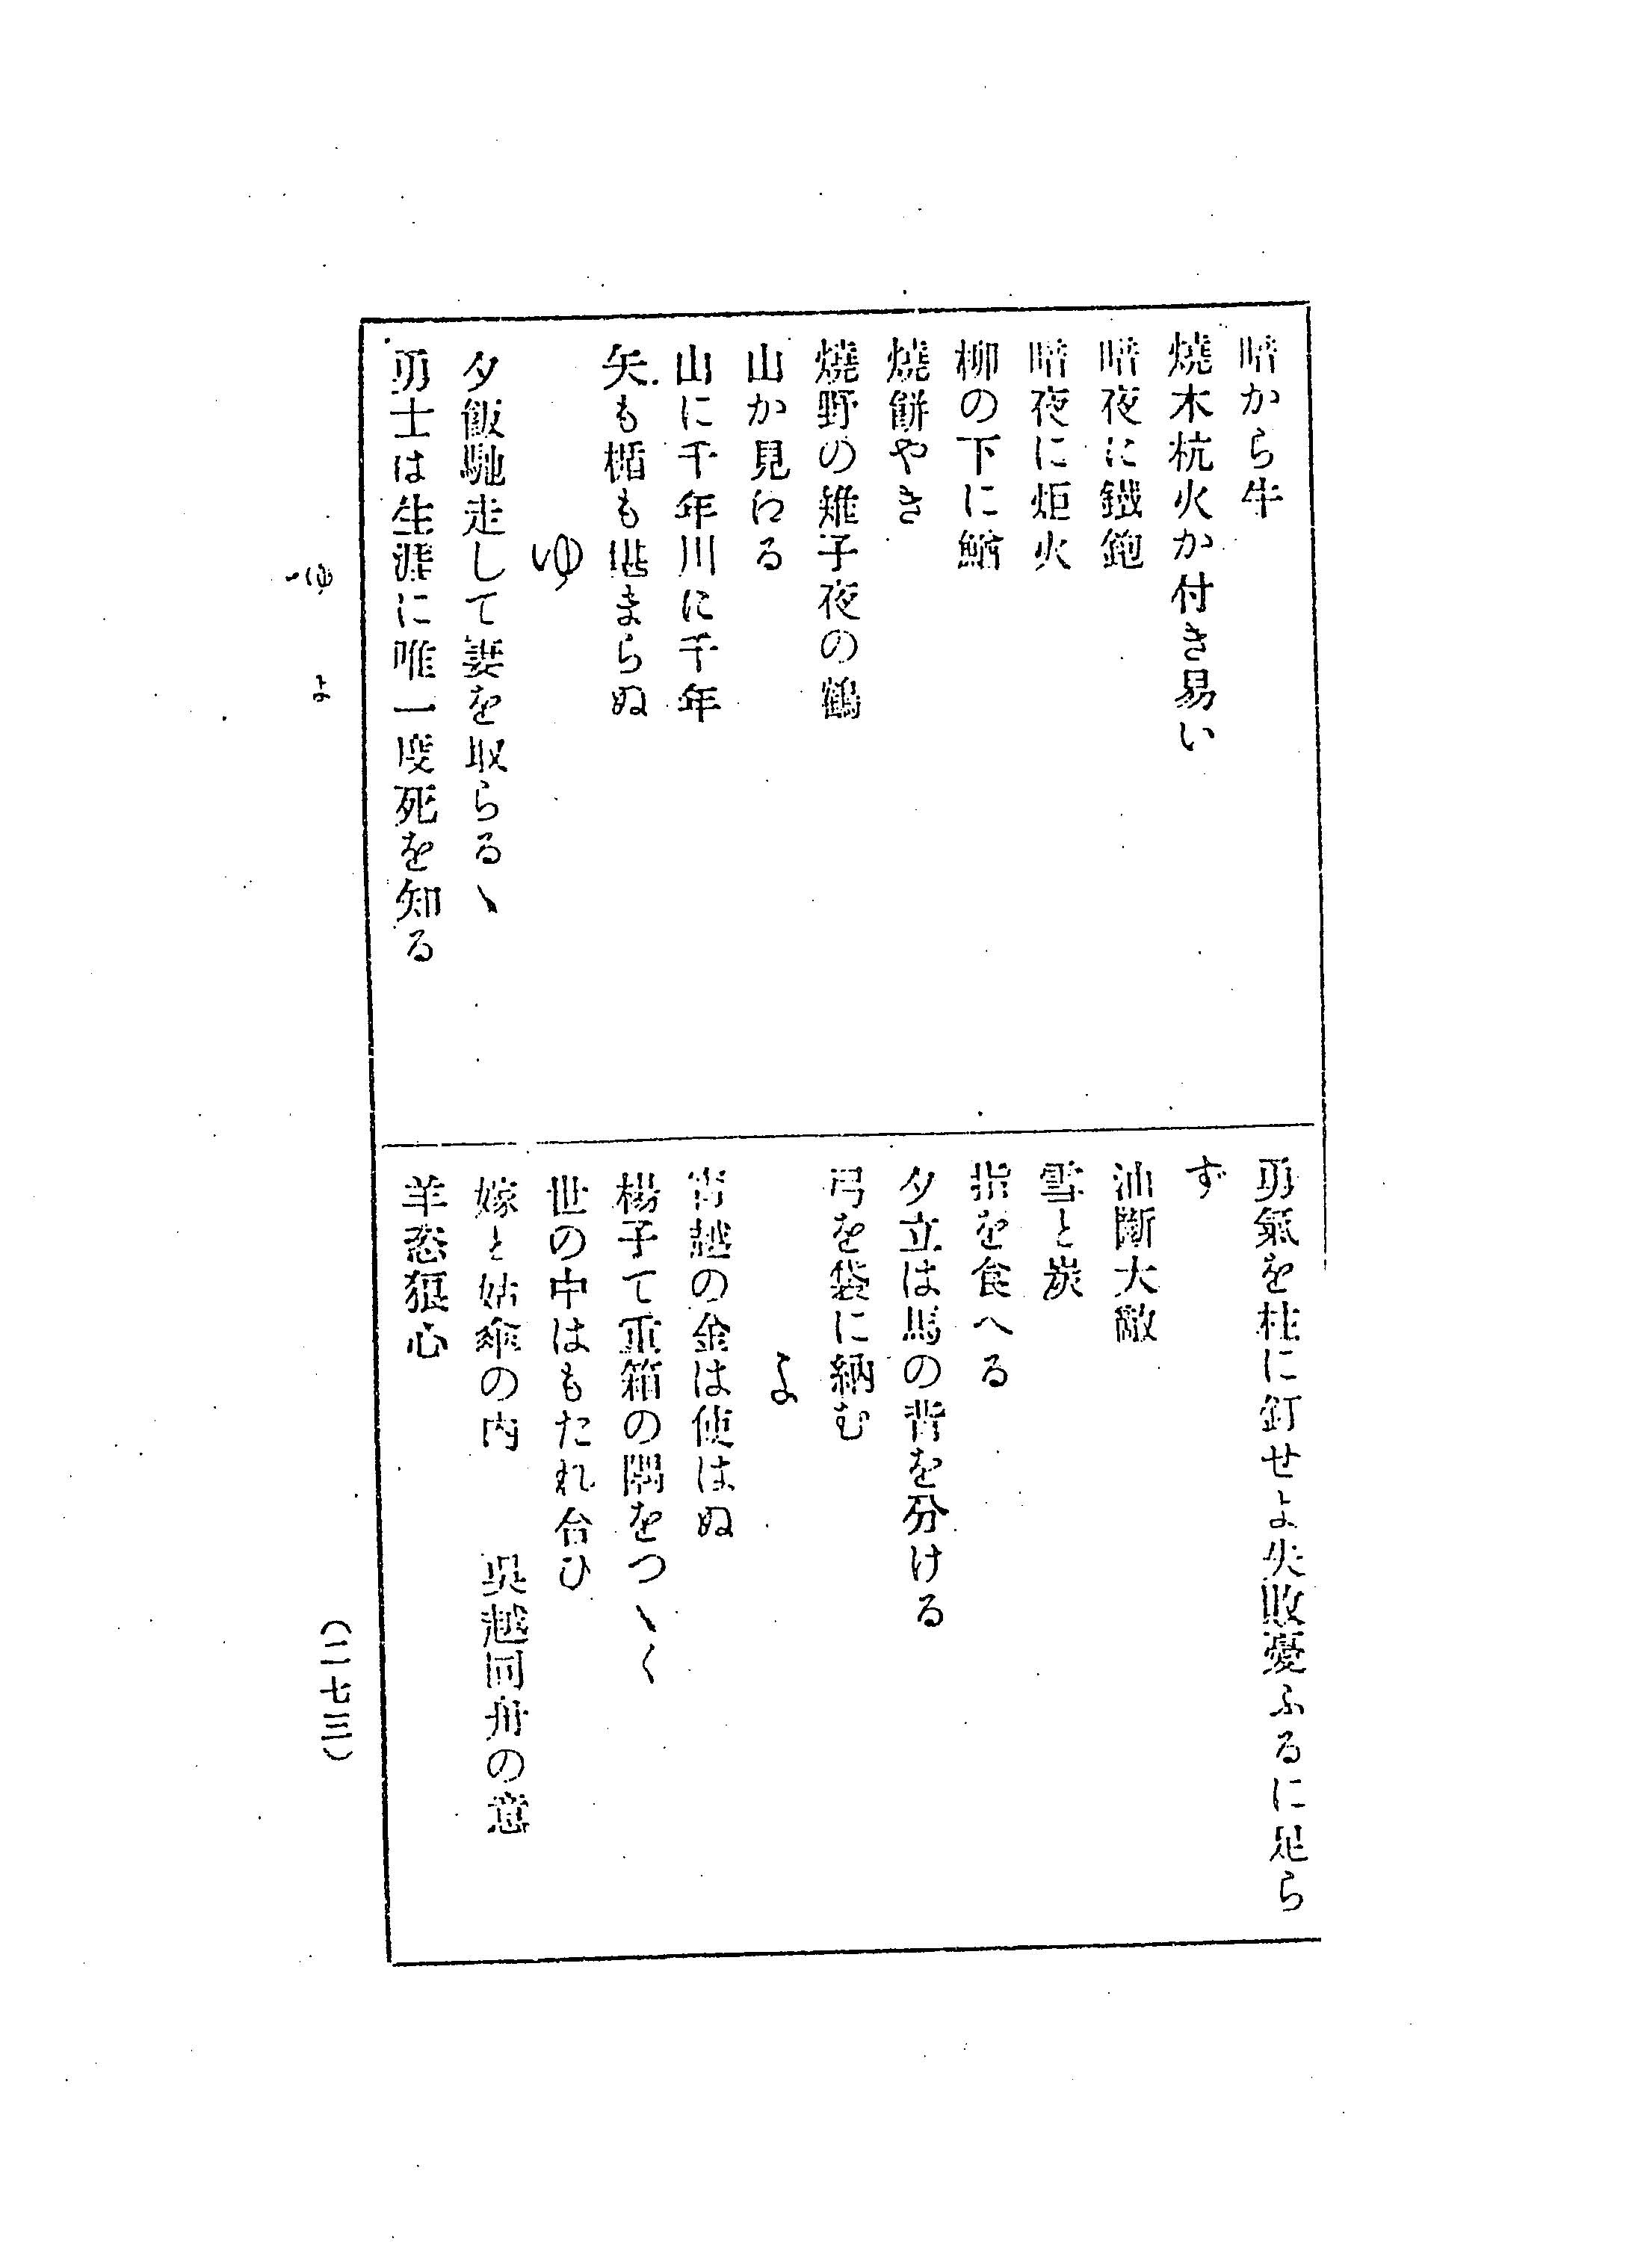 暗から牛
燒木杭火か付き易い
暗夜に鐵砲
暗夜に炬火
柳の下に鰌
燒餅やき
燒野の雉子夜の鶴
山か見ゆる
山に千年川に千年
矢も楯も堪まらぬ
ゆ
夕飯馳走して妻を取らるゝ
勇士は生涯に唯一度死を知る
勇氣を柱に釘せよ失敗憂ふるに足ら
ず
油斷大敵
雪と炭
指を食へる
夕立は馬の背を分ける
弓を袋に納む
よ
宵越の金は使はぬ
楊子て重箱の隅をつゝく
世の中はもたれ合ひ
嫁と姑傘の内 呉越同舟の意
羊恣狼心
ゆ よ
(二七三)